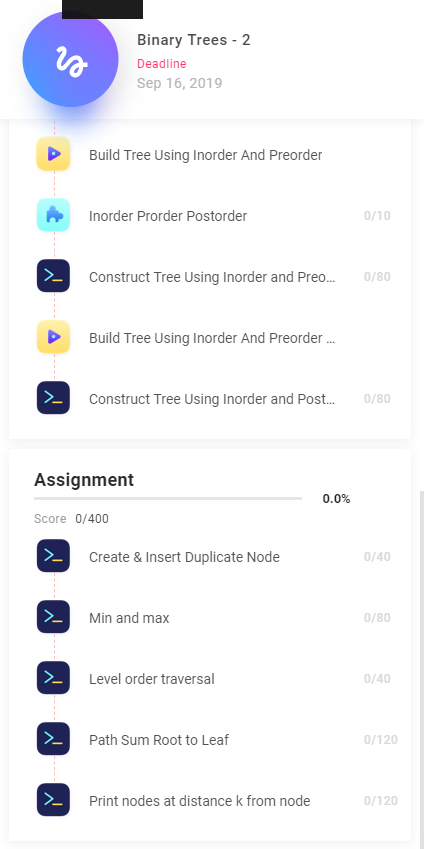 Binary Trees - 2
Deadline
Sep 16, 2019
Build Tree Using Inorder And Preorder
Inorder Prorder Postorder 0/10
Construct Tree Using Inorder and Preo... 0/80
Build Tree Using Inorder And Preorder ...
Construct Tree Using Inorder and Post... 0/80
Assignment
0.0%
Score 0/400
Create & Insert Duplicate Node 0/40
Min and max 0/80
Level order traversal 0/40
Path Sum Root to Leaf 0/120
Print nodes at distance k from node 0/120